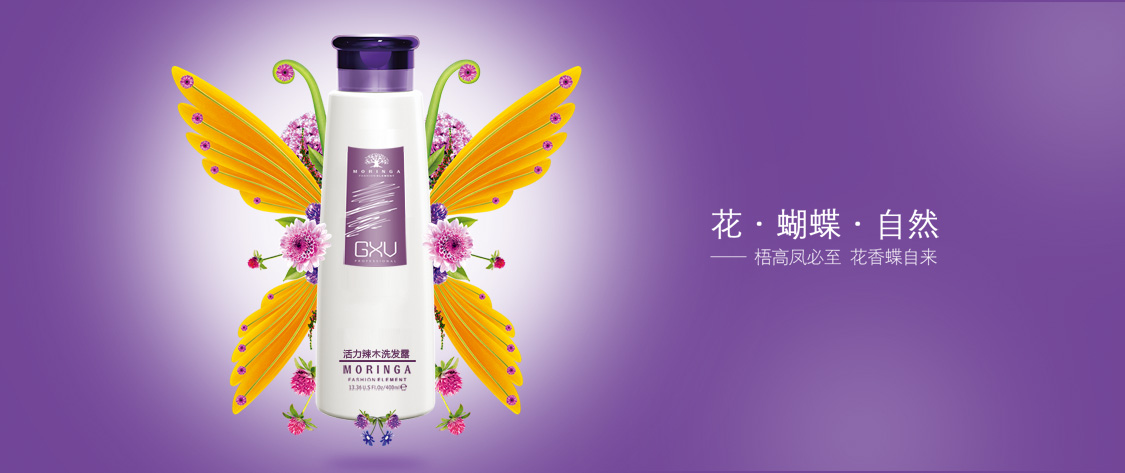 MORINGA
GXU
PROFESSIONAL
活力辣木洗发露
MORINGA
FASHION ELEMENT
13.36 U.S Fl.Oz/400ml℮
花·蝴蝶·自然
—— 梧高凤必至 花香蝶自来